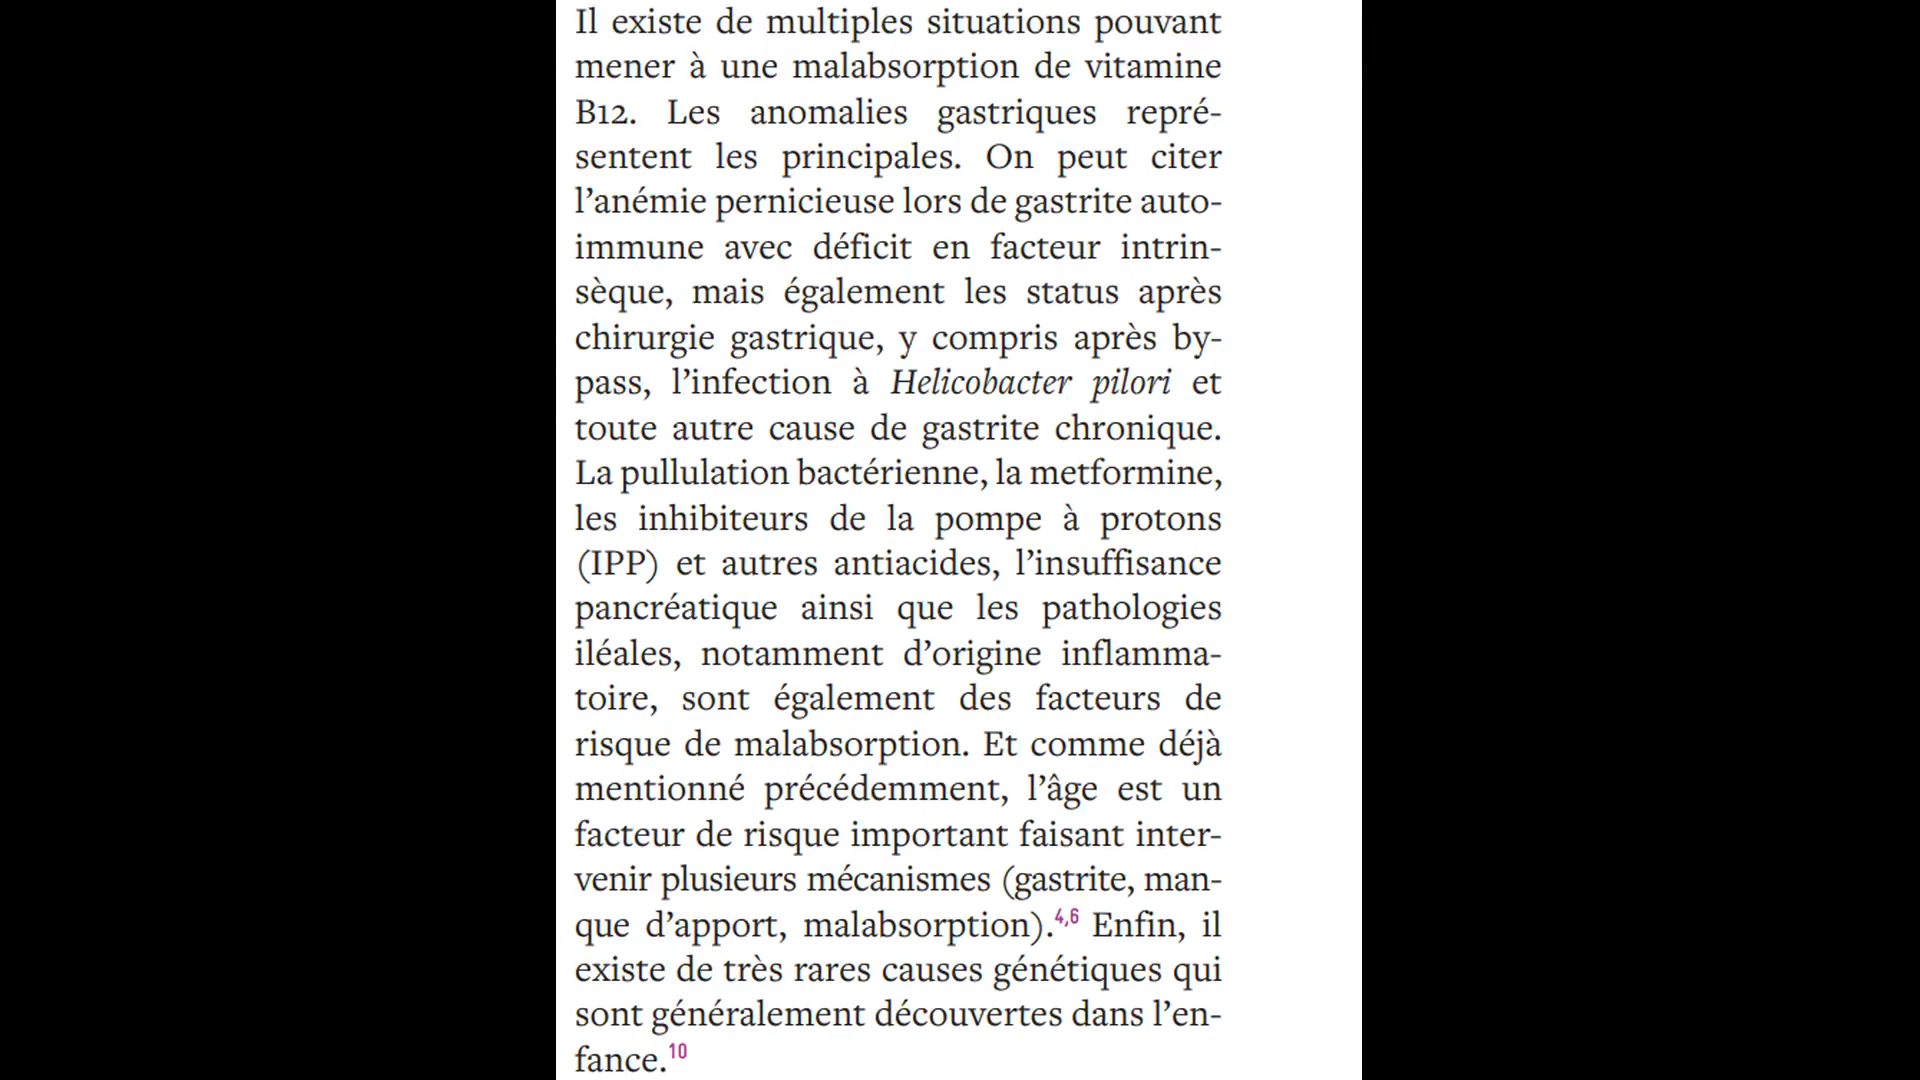 Il existe de multiples situations pouvant
mener à une malabsorption de vitamine
B12. Les anomalies gastriques repré-
sentent les principales. On peut citer
l’anémie pernicieuse lors de gastrite auto-
immune avec déficit en facteur intrin-
sèque, mais également les status après
chirurgie gastrique, y compris après by-
pass, l’infection à Helicobacter pilori et
toute autre cause de gastrite chronique.
La pullulation bactérienne, la metformine,
les inhibiteurs de la pompe à protons
(IPP) et autres antiacides, l’insuffisance
pancréatique ainsi que les pathologies
iléales, notamment d’origine inflamma-
toire, sont également des facteurs de
risque de malabsorption. Et comme déjà
mentionné précédemment, l’âge est un
facteur de risque important faisant inter-
venir plusieurs mécanismes (gastrite, man-
que d’apport, malabsorption).4,6 Enfin, il
existe de très rares causes génétiques qui
sont généralement découvertes dans l’en-
fance.10